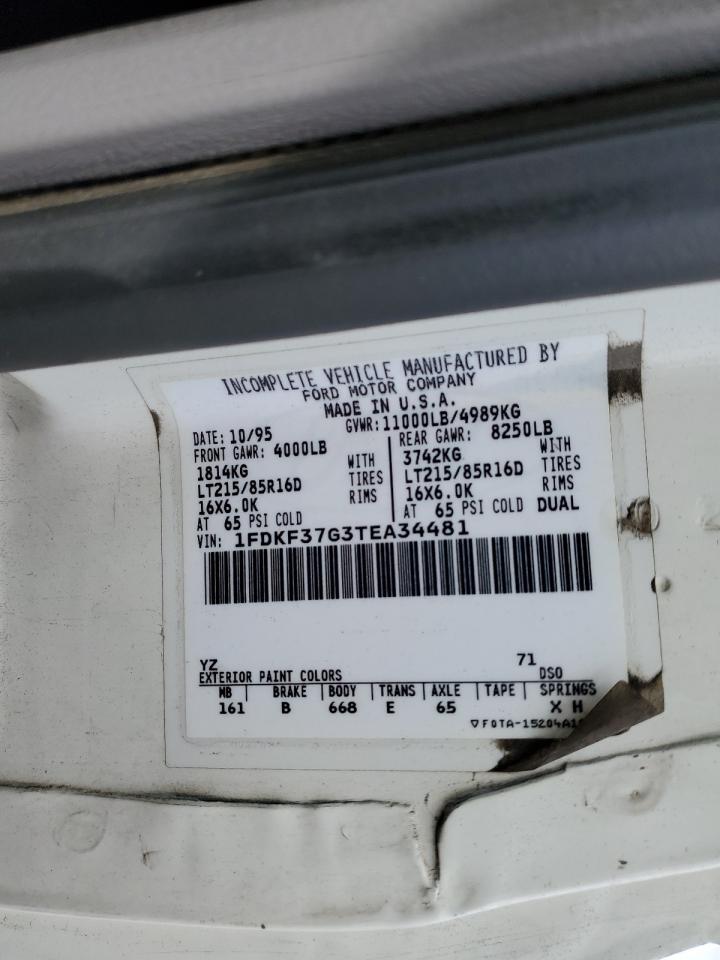 INCOMPLETE VEHICLE MANUFACTURED BY
FORD MOTOR COMPANY
MADE IN U.S.A.
DATE: 10/95 GVWR: 11000LB/4989KG
FRONT GAWR: 4000LB REAR GAWR: 8250LB
1814KG WITH 3742KG WITH
LT215/85R16D TIRES LT215/85R16D TIRES
16X6.0K RIMS 16X6.0K RIMS
AT 65 PSI COLD AT 65 PSI COLD DUAL
VIN: 1FDKF37G3TEA34481
YZ 71
EXTERIOR PAINT COLORS DSO
WB BRAKE BODY TRANS AXLE TAPE SPRINGS
161 B 668 E 65 X H